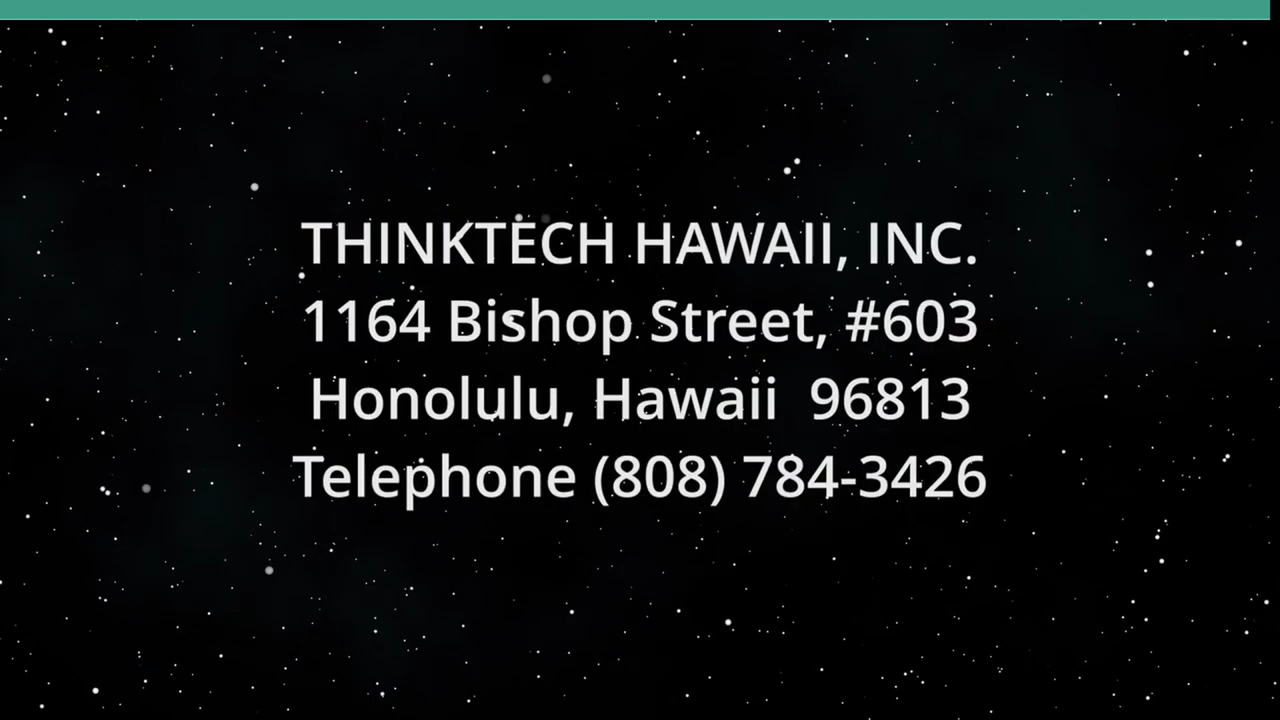 THINKTECH HAWAII, INC.
1164 Bishop Street, #603
Honolulu, Hawaii  96813
Telephone (808) 784-3426